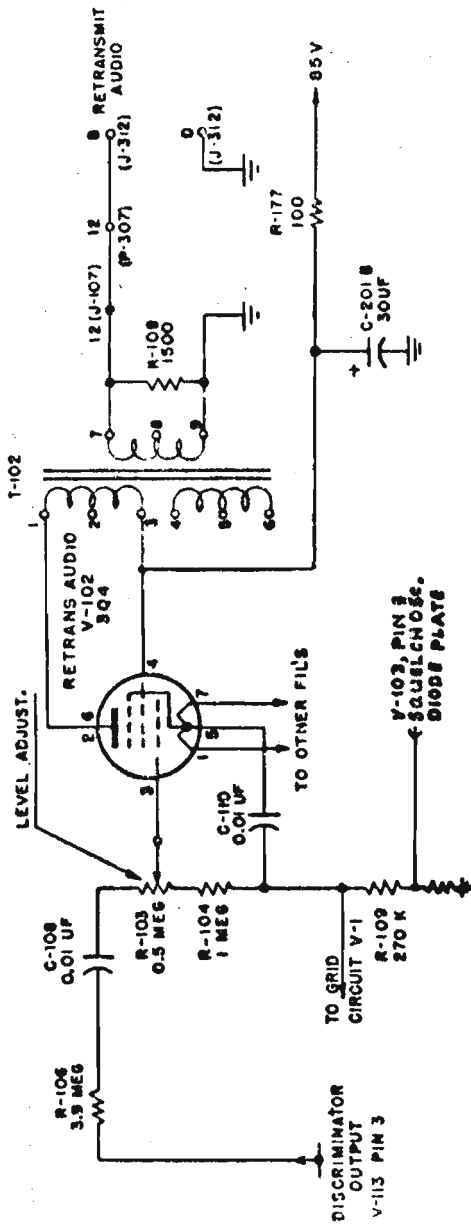 DISCRIMINATOR
OUTPUT
V-113 PIN 3
R-106
3.9 MEG
C-108
0.01 UF
R-103
0.5 MEG
R-104
1 MEG
TO GRID
CIRCUIT V-1
R-109
270 K
V-103, PIN 3
SQUELCH OSC.
DIODE PLATE
LEVEL ADJUST.
C-110
0.01 UF
TO OTHER FIL'S
RETRANS AUDIO
V-102
3Q4
2
6
3
4
1
5
7
T-102
1
2
3
4
5
6
7
8
9
R-108
1500
12 (J-107)
12
(P-307)
B
(J-312)
RETRANSMIT
AUDIO
D
(J-312)
R-177
100
85V
C-201 B
30UF
+